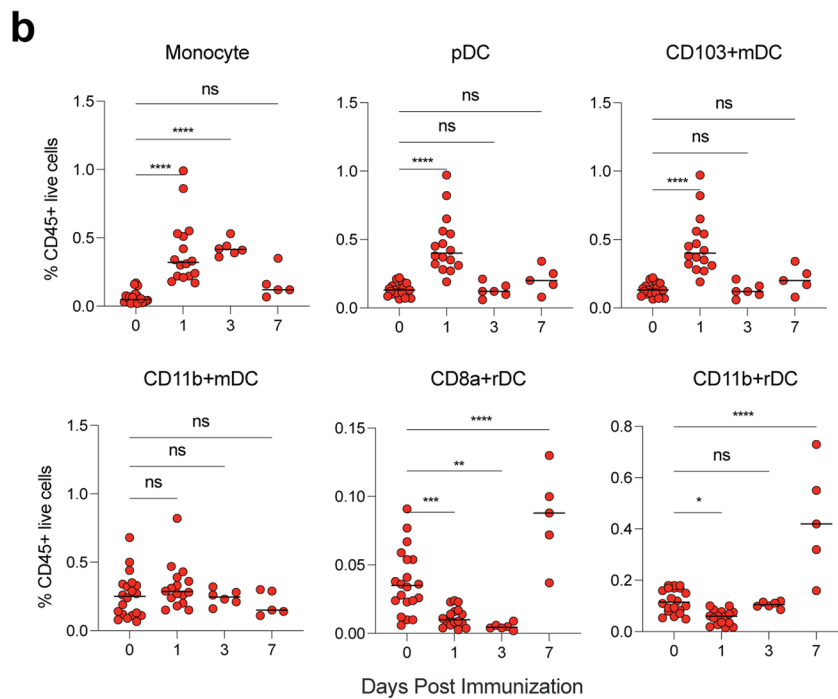 b
Monocyte
pDC
CD103+mDC
% CD45+ live cells
1.5
1.0
0.5
0.0
ns
****
****
0 1 3 7
1.5
1.0
0.5
0.0
ns
ns
****
0 1 3 7
1.5
1.0
0.5
0.0
ns
ns
****
0 1 3 7
CD11b+mDC
CD8a+rDC
CD11b+rDC
% CD45+ live cells
1.5
1.0
0.5
0.0
ns
ns
ns
0 1 3 7
0.15
0.10
0.05
0.00
****
**
***
0 1 3 7
0.8
0.6
0.4
0.2
0.0
****
ns
*
0 1 3 7
Days Post Immunization